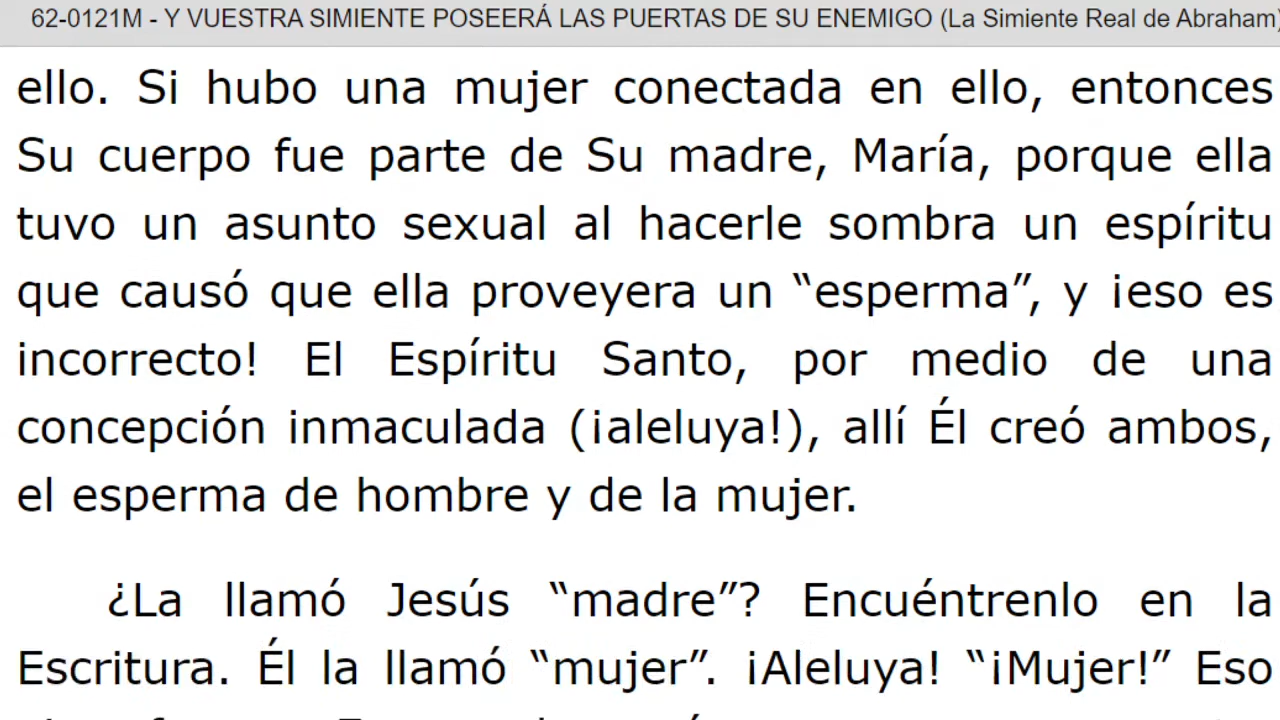 62-0121M - Y VUESTRA SIMIENTE POSEERÁ LAS PUERTAS DE SU ENEMIGO (La Simiente Real de Abraham)
ello. Si hubo una mujer conectada en ello, entonces
Su cuerpo fue parte de Su madre, María, porque ella
tuvo un asunto sexual al hacerle sombra un espíritu
que causó que ella proveyera un “esperma”, y ¡eso es
incorrecto! El Espíritu Santo, por medio de una
concepción inmaculada (¡aleluya!), allí Él creó ambos,
el esperma de hombre y de la mujer.
¿La llamó Jesús “madre”? Encuéntrenlo en la
Escritura. Él la llamó “mujer”. ¡Aleluya! “¡Mujer!” Eso